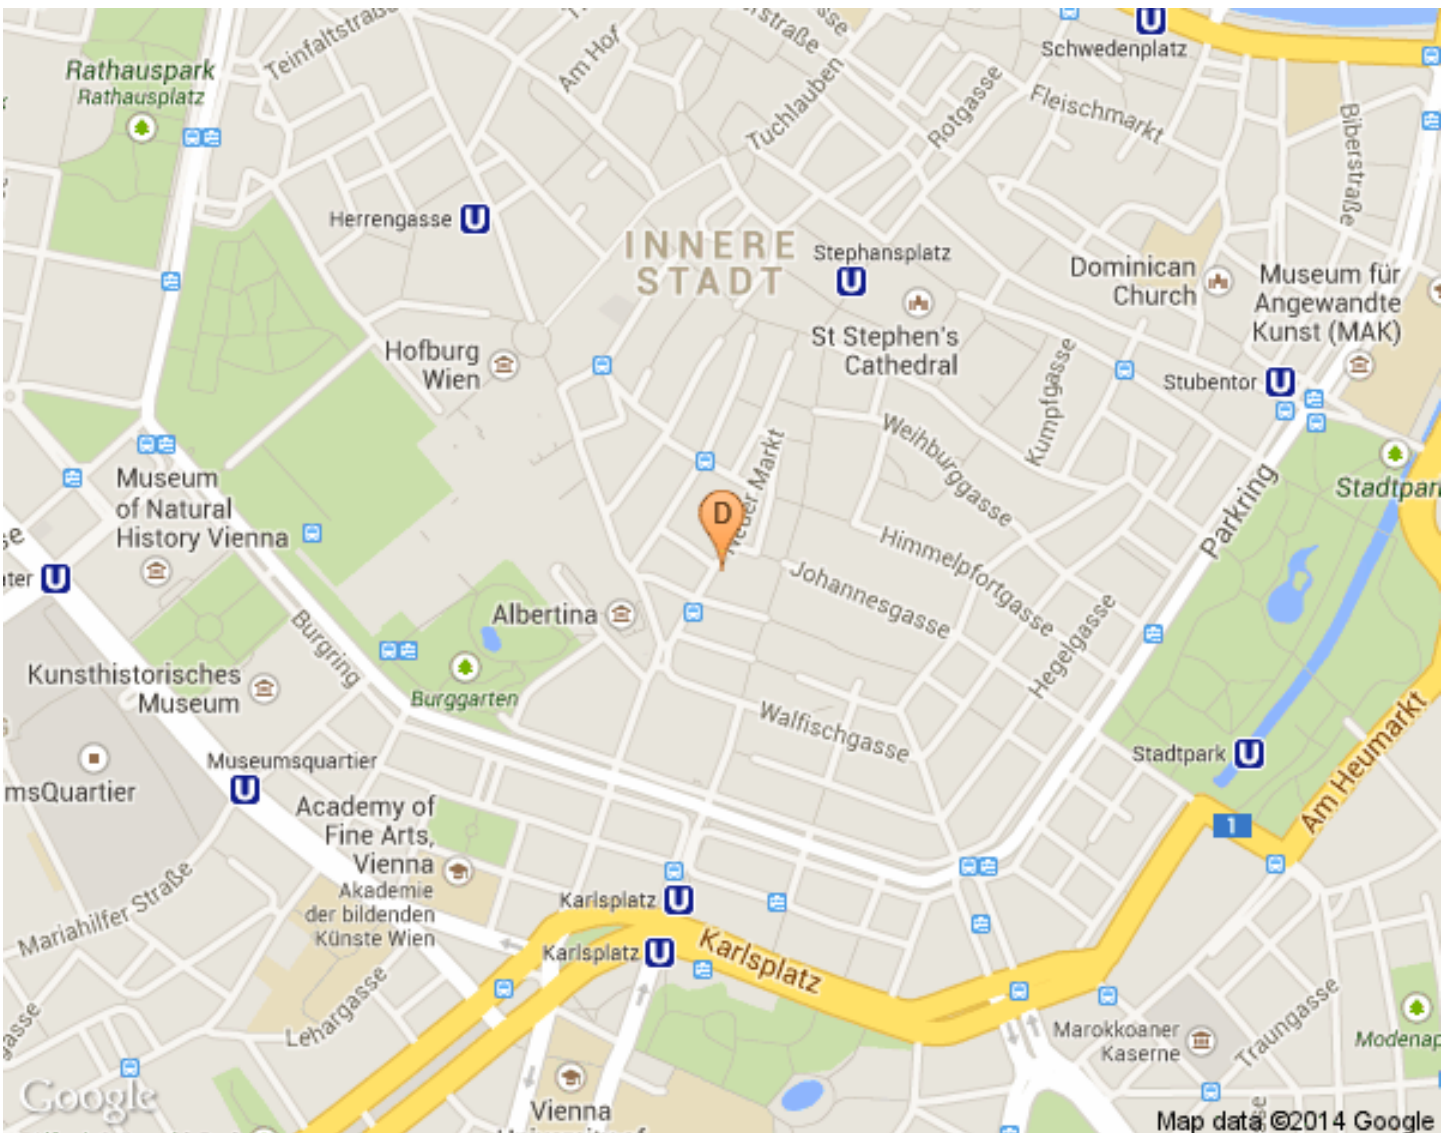 Schwedenplatz
Teinfaltstraße
Am Hof
Tuchlauben
Rotgasse
Fleischmarkt
Biberstraße
Rathauspark
Rathausplatz
Herrengasse
INNERE
STADT
Stephansplatz
Dominican
Church
Museum für
Angewandte
Kunst (MAK)
St Stephen's
Cathedral
Hofburg
Wien
Kumpfgasse
Stubentor
Weihburggasse
Neuer Markt
D
Parkring
Museum
of Natural
History Vienna
Himmelpfortgasse
Johannesgasse
Hegelgasse
Albertina
Burgring
Burggarten
Kunsthistorisches
Museum
Walfischgasse
Stadtpark
Am Heumarkt
1
Museumsquartier
msQuartier
Academy of
Fine Arts,
Vienna
Akademie
der bildenden
Künste Wien
Mariahilfer Straße
Karlsplatz
Karlsplatz
Karlsplatz
Lehargasse
Marokkoaner
Kaserne
Traungasse
Modenap
Vienna
Google
Map data ©2014 Google